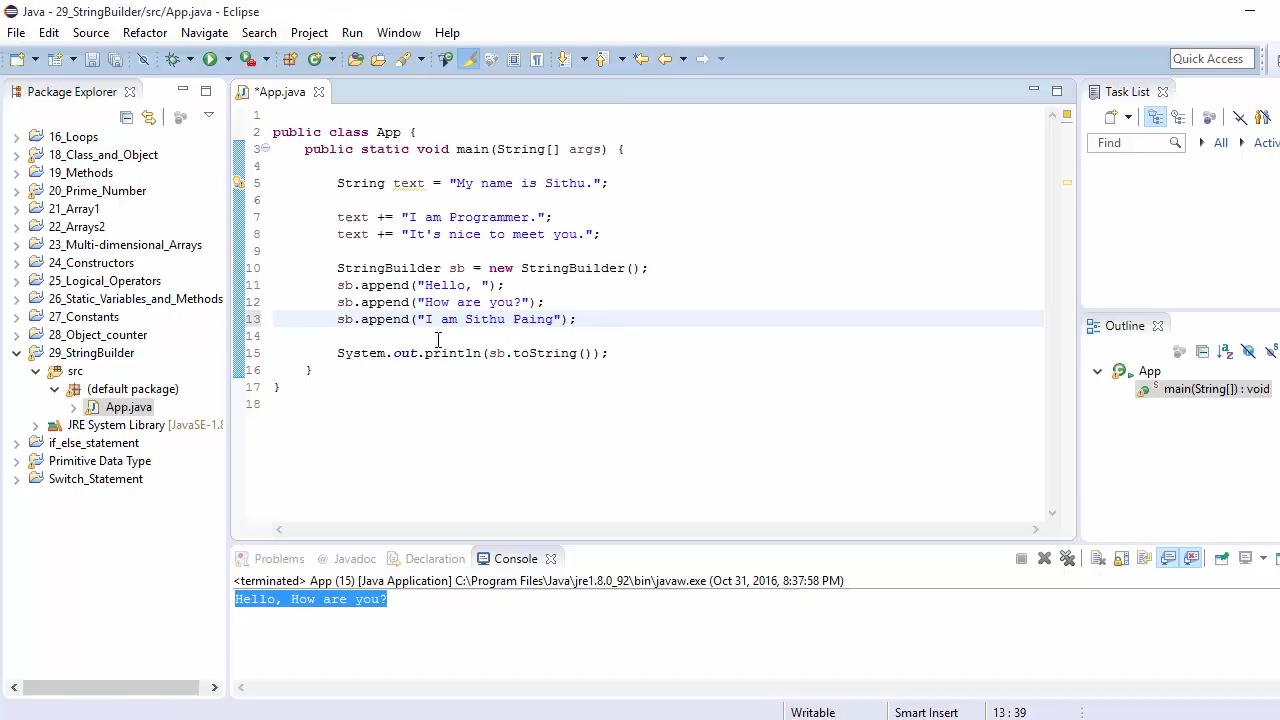 Java - 29_StringBuilder/src/App.java - Eclipse
File Edit Source Refactor Navigate Search Project Run Window Help
Quick Access
Package Explorer
16_Loops
18_Class_and_Object
19_Methods
20_Prime_Number
21_Array1
22_Arrays2
23_Multi-dimensional_Arrays
24_Constructors
25_Logical_Operators
26_Static_Variables_and_Methods
27_Constants
28_Object_counter
29_StringBuilder
src
(default package)
App.java
JRE System Library [JavaSE-1.8
if_else_statement
Primitive Data Type
Switch_Statement
*App.java
1
2 public class App {
3 public static void main(String[] args) {
4
5 String text = "My name is Sithu.";
6
7 text += "I am Programmer.";
8 text += "It's nice to meet you.";
9
10 StringBuilder sb = new StringBuilder();
11 sb.append("Hello, ");
12 sb.append("How are you?");
13 sb.append("I am Sithu Paing");
14
15 System.out.println(sb.toString());
16 }
17 }
18
Task List
Find All Activ
Outline
App
main(String[]) : void
Problems @ Javadoc Declaration Console
<terminated> App (15) [Java Application] C:\Program Files\Java\jre1.8.0_92\bin\javaw.exe (Oct 31, 2016, 8:37:58 PM)
Hello, How are you?
Writable Smart Insert 13 : 39